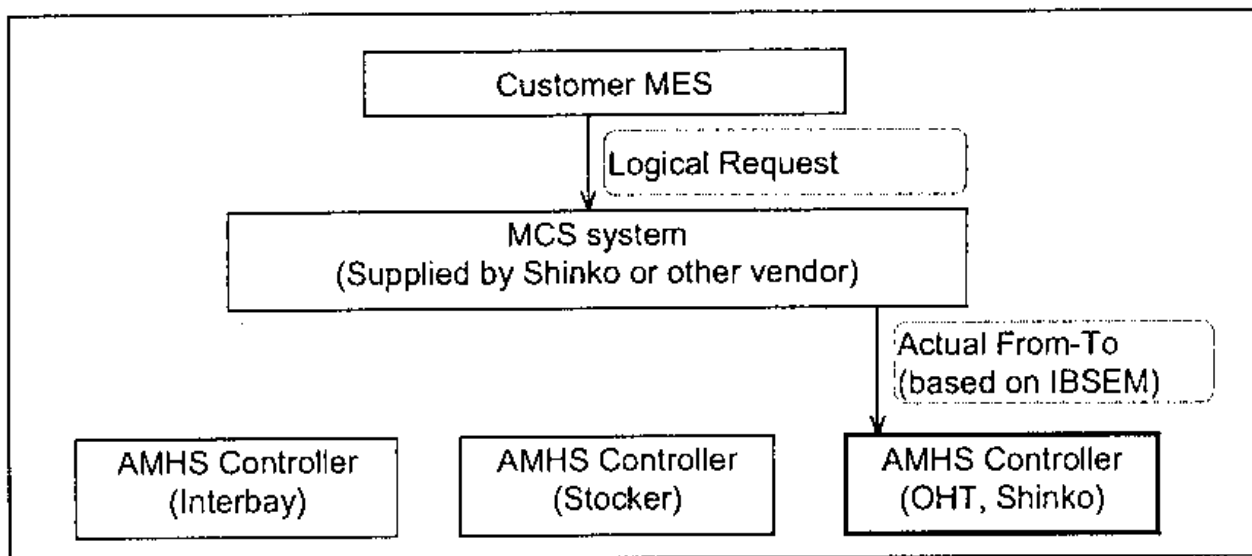 Customer MES
Logical Request
MCS system
(Supplied by Shinko or other vendor)
Actual From-To
(based on IBSEM)
AMHS Controller
(Interbay)
AMHS Controller
(Stocker)
AMHS Controller
(OHT, Shinko)